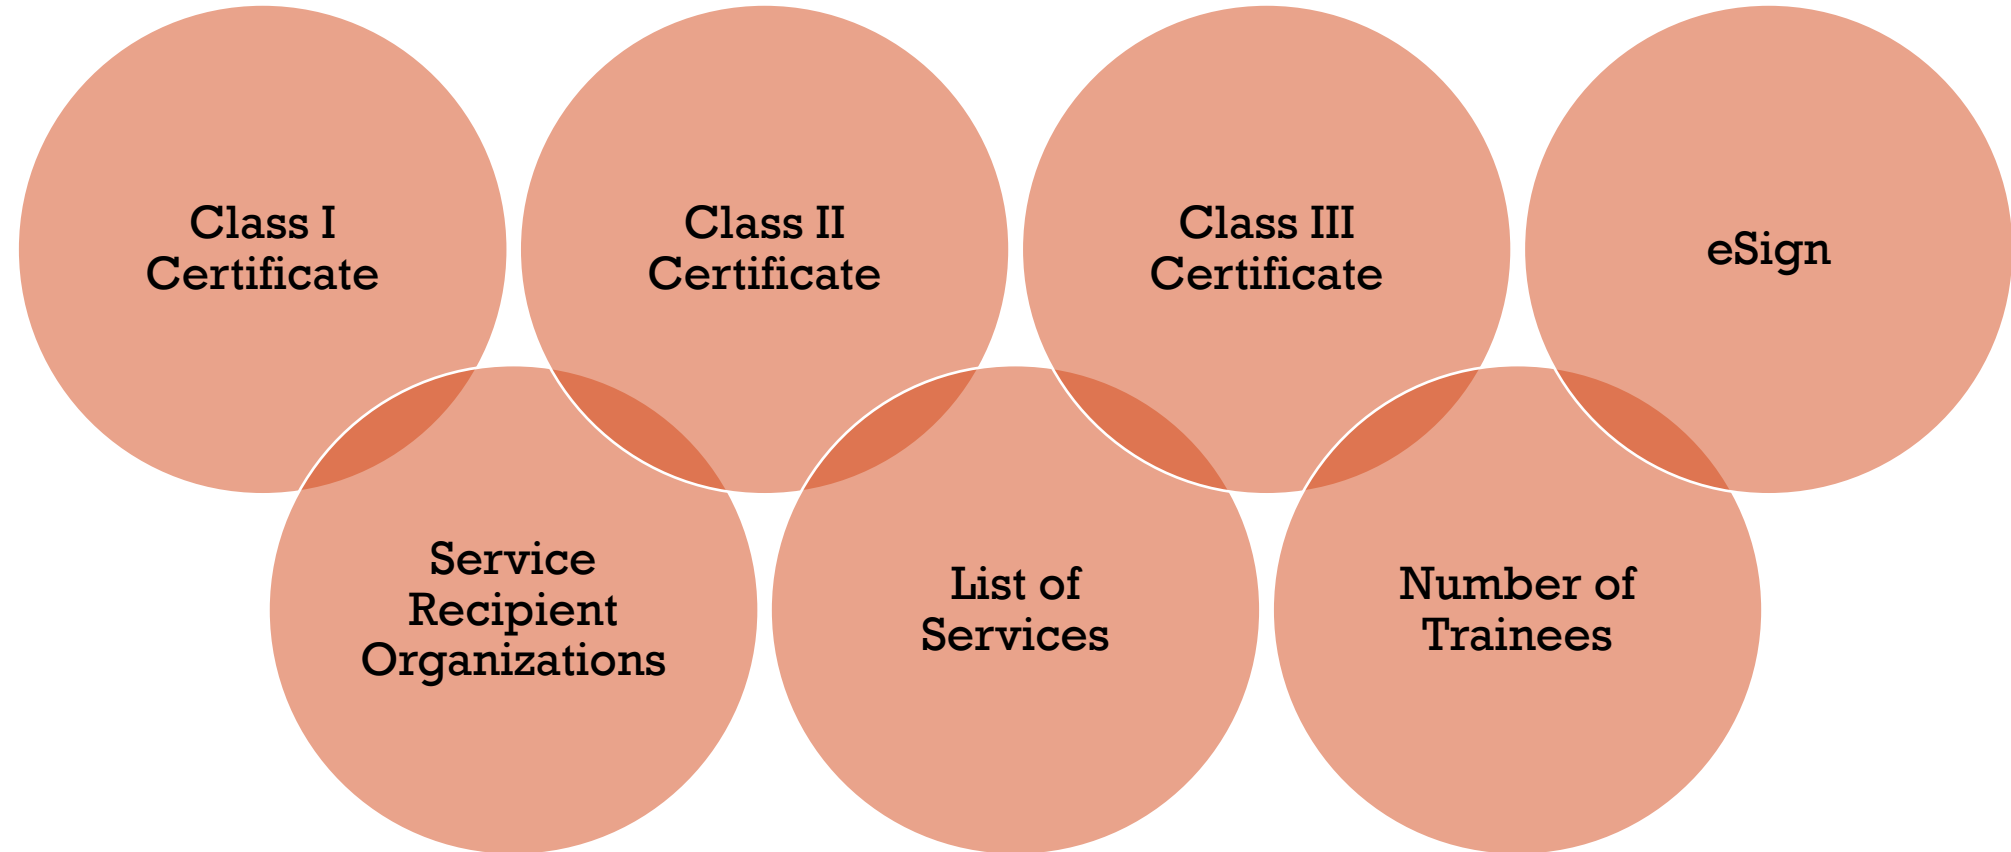 Class I
Certificate
Class II
Certificate
Class III
Certificate
eSign
Service
Recipient
Organizations
List of
Services
Number of
Trainees